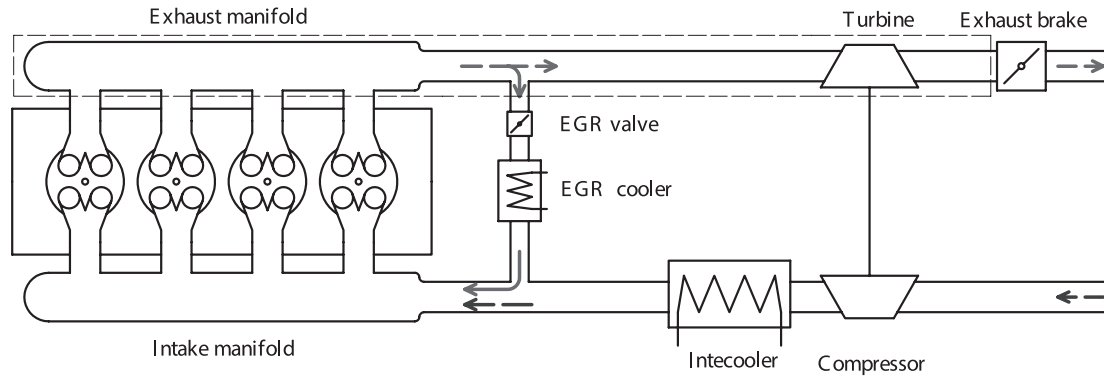 Exhaust manifold
Turbine
Exhaust brake
EGR valve
EGR cooler
Intake manifold
Intecooler
Compressor